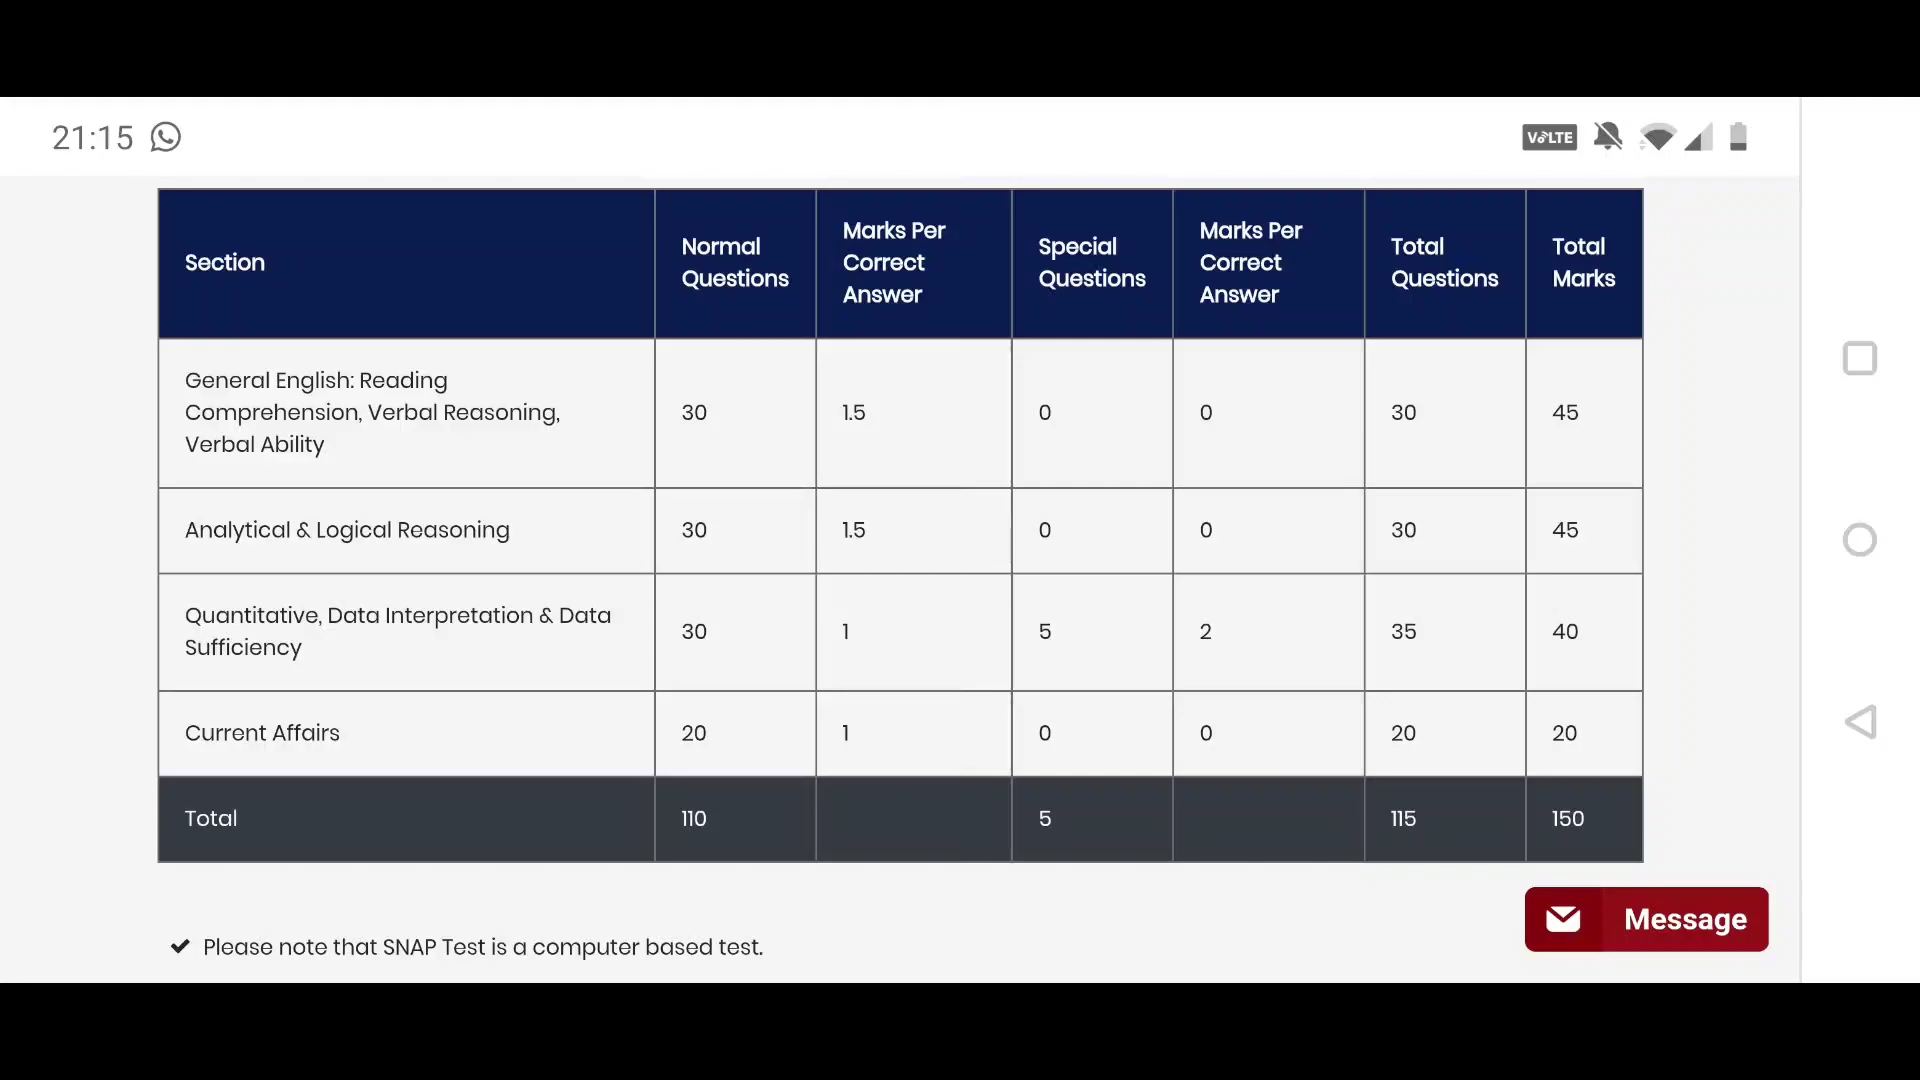 21:15
VoLTE
Section
Normal
Questions
Marks Per
Correct
Answer
Special
Questions
Marks Per
Correct
Answer
Total
Questions
Total
Marks
General English: Reading
Comprehension, Verbal Reasoning,
Verbal Ability
30
1.5
0
0
30
45
Analytical & Logical Reasoning
30
1.5
0
0
30
45
Quantitative, Data Interpretation & Data
Sufficiency
30
1
5
2
35
40
Current Affairs
20
1
0
0
20
20
Total
110
5
115
150
Message
✔ Please note that SNAP Test is a computer based test.